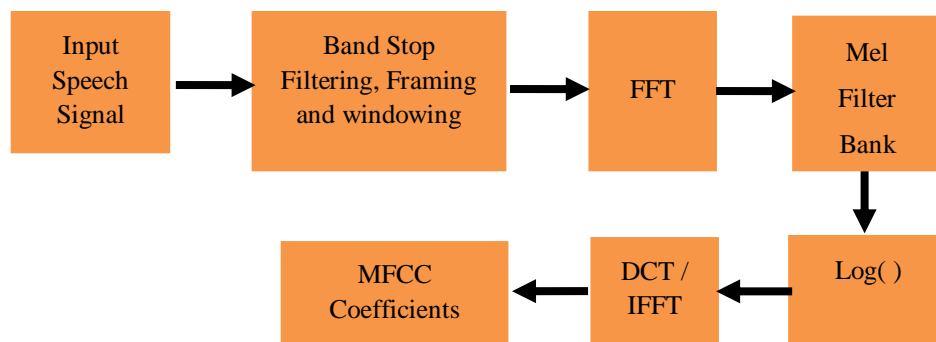 Input
Speech
Signal
Band Stop
Filtering, Framing
and windowing
FFT
Mel
Filter
Bank
Log( )
DCT /
IFFT
MFCC
Coefficients